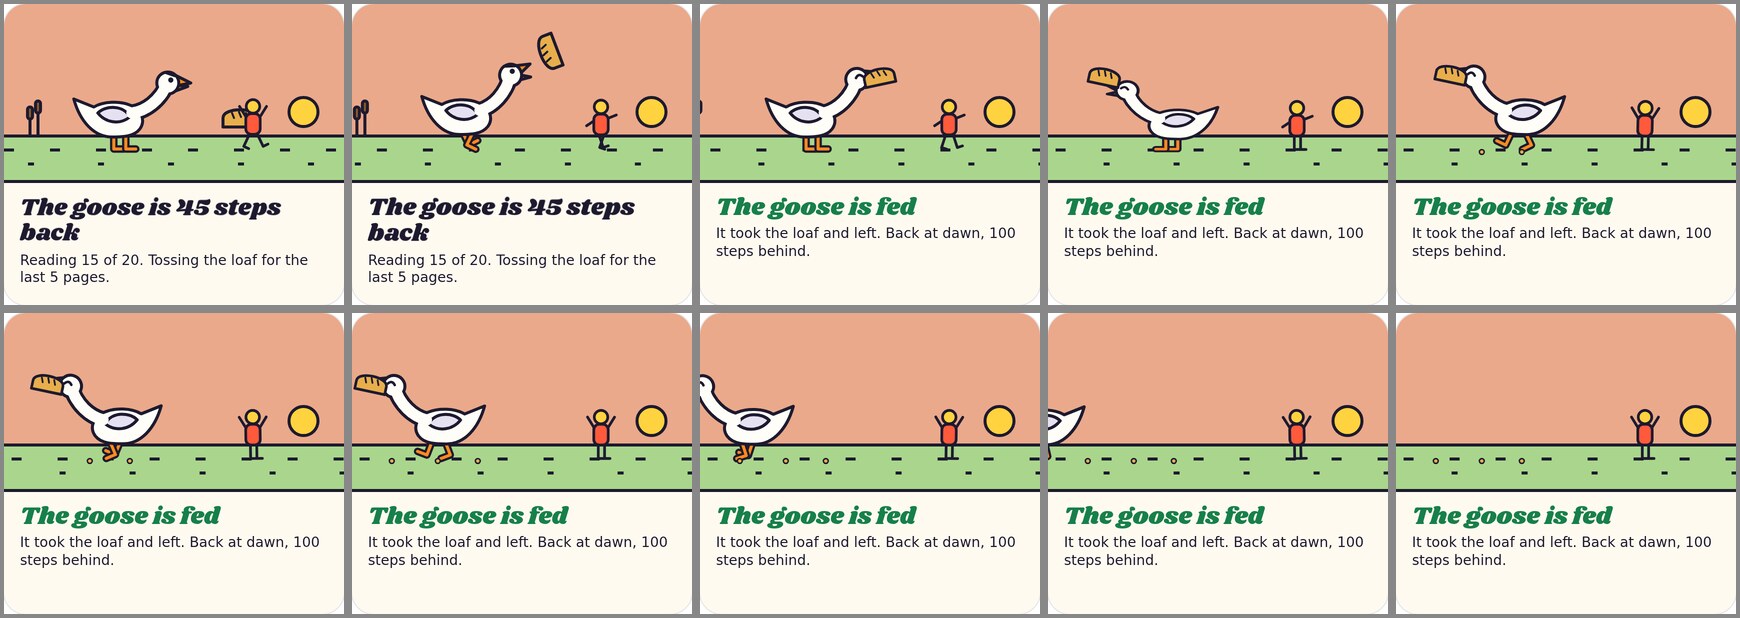 The goose is 45 steps
back
Reading 15 of 20. Tossing the loaf for the
last 5 pages.
The goose is 45 steps
back
Reading 15 of 20. Tossing the loaf for the
last 5 pages.
The goose is fed
It took the loaf and left. Back at dawn, 100
steps behind.
The goose is fed
It took the loaf and left. Back at dawn, 100
steps behind.
The goose is fed
It took the loaf and left. Back at dawn, 100
steps behind.
The goose is fed
It took the loaf and left. Back at dawn, 100
steps behind.
The goose is fed
It took the loaf and left. Back at dawn, 100
steps behind.
The goose is fed
It took the loaf and left. Back at dawn, 100
steps behind.
The goose is fed
It took the loaf and left. Back at dawn, 100
steps behind.
The goose is fed
It took the loaf and left. Back at dawn, 100
steps behind.